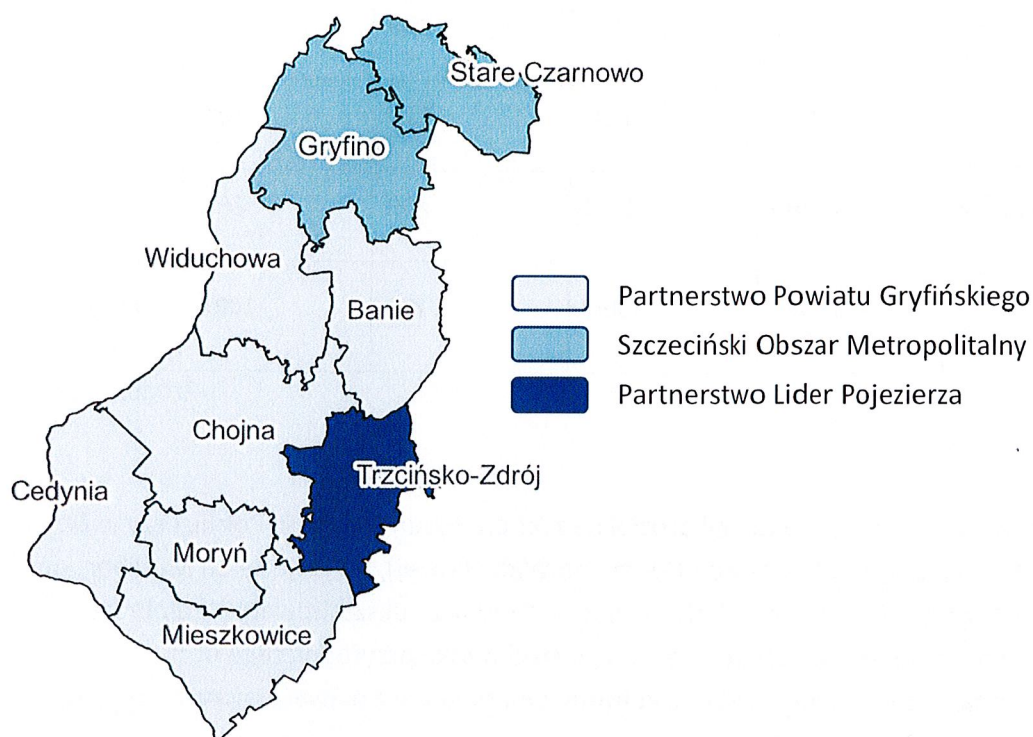 Stare Czarnowo
Gryfino
Widuchowa
Banie
Partnerstwo Powiatu Gryfińskiego
Szczeciński Obszar Metropolitalny
Partnerstwo Lider Pojezierza
Chojna
Trzcińsko-Zdrój
Cedynia
Moryń
Mieszkowice